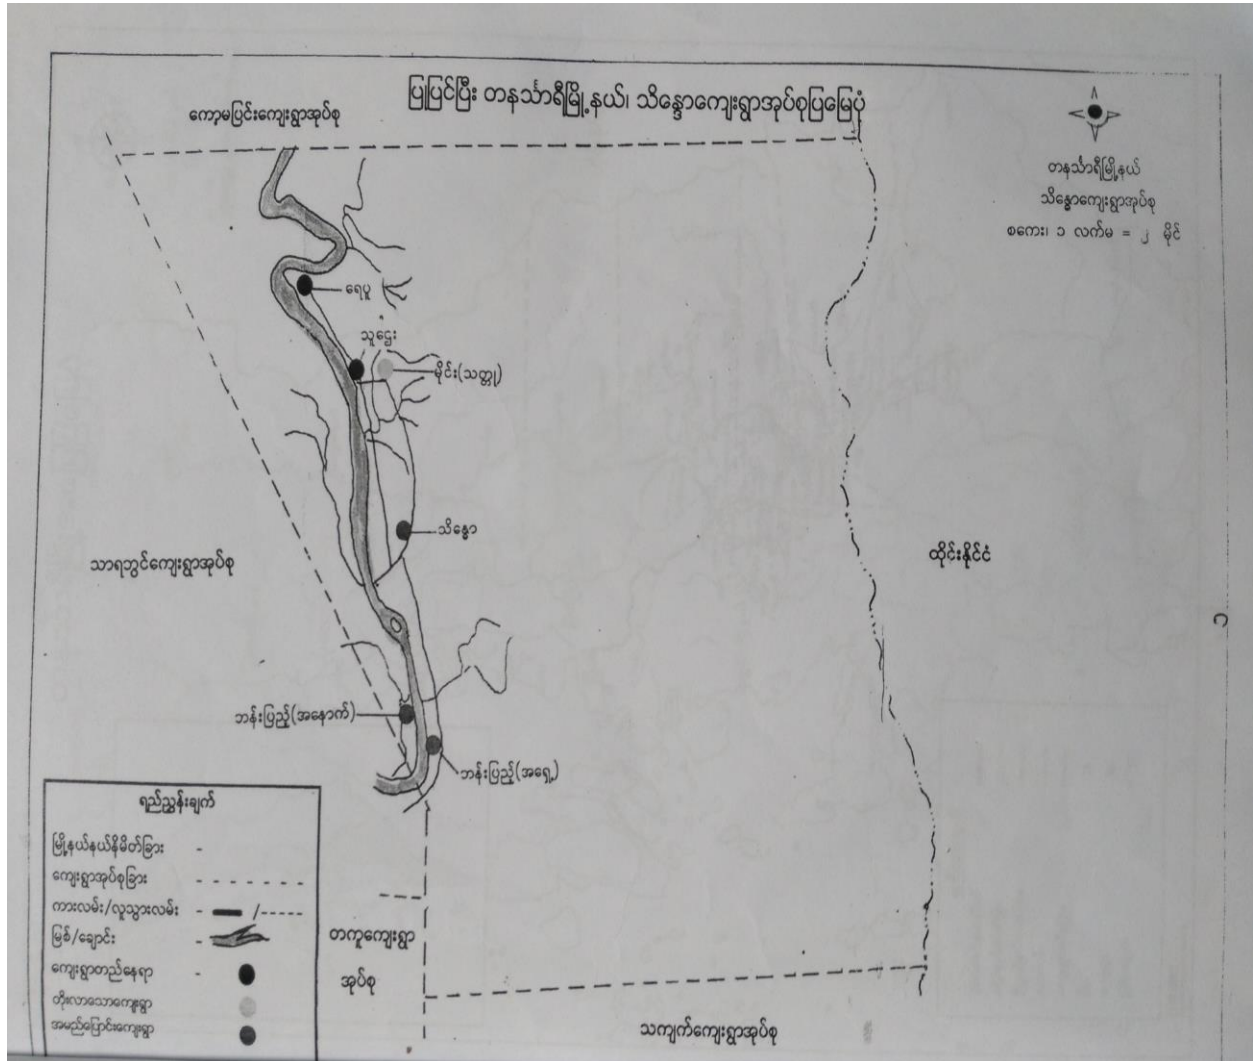 ပြုပြင်ပြီး တနင်္သာရီမြို့နယ်၊ သိန္ဒောကျေးရွာအုပ်စုပြမြေပုံ
ကော့မပြင်းကျေးရွာအုပ်စု
တနင်္သာရီမြို့နယ်
သိန္ဓောကျေးရွာအုပ်စု
စကေး၊ ၁ လက်မ = ၂ မိုင်
ရေပူ
သူဌေး
မိုင်း(သတ္တု)
သိန္ဓော
သာရဘွင်ကျေးရွာအုပ်စု
ထိုင်းနိုင်ငံ
ဘန်းပြည့်(အနောက်)
ဘန်းပြည့်(အရှေ့)
ရည်ညွှန်းချက်
မြို့နယ်နယ်နိမိတ်ခြား -
ကျေးရွာအုပ်စုခြား -
ကားလမ်း/လူသွားလမ်း - /
မြစ်/ချောင်း -
ကျေးရွာတည်နေရာ -
တိုးလာသောကျေးရွာ
အမည်ပြောင်းကျေးရွာ
တကူကျေးရွာ
အုပ်စု
သကျက်ကျေးရွာအုပ်စု